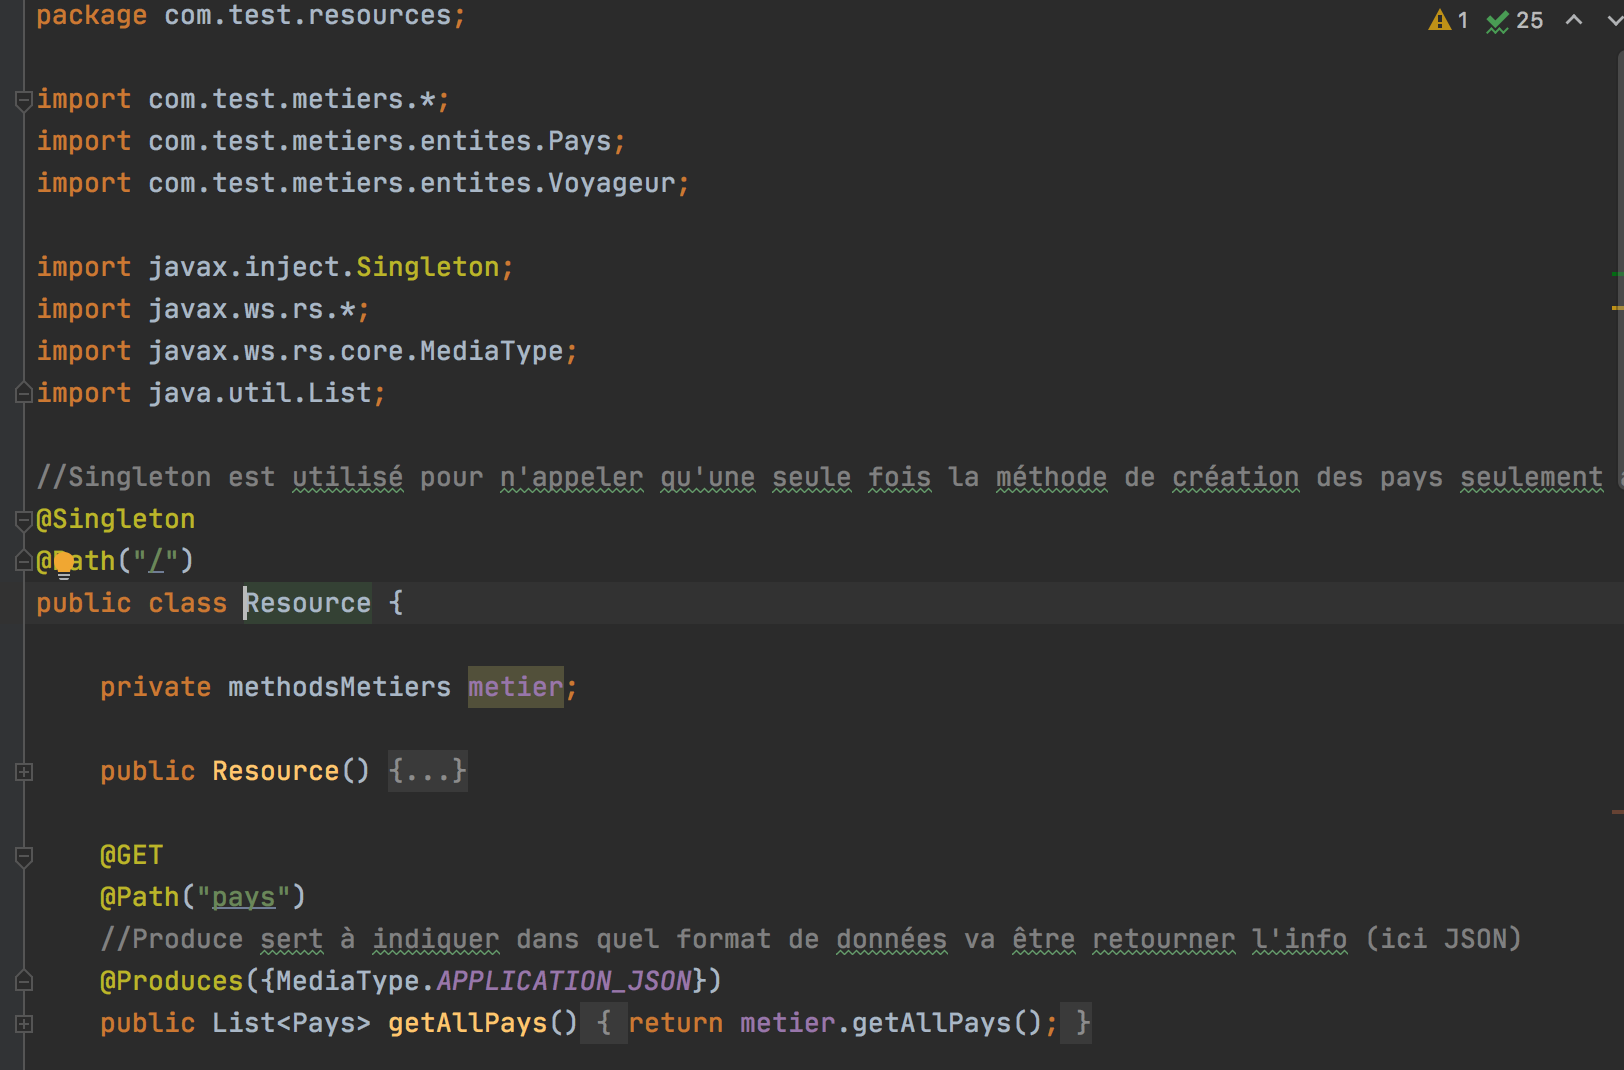 package com.test.resources;
1 25
import com.test.metiers.*;
import com.test.metiers.entites.Pays;
import com.test.metiers.entites.Voyageur;
import javax.inject.Singleton;
import javax.ws.rs.*;
import javax.ws.rs.core.MediaType;
import java.util.List;
//Singleton est utilisé pour n'appeler qu'une seule fois la méthode de création des pays seulement
@Singleton
@Path("/")
public class Resource {
private methodsMetiers metier;
public Resource() {...}
@GET
@Path("pays")
//Produce sert à indiquer dans quel format de données va être retourner l'info (ici JSON)
@Produces({MediaType.APPLICATION_JSON})
public List<Pays> getAllPays() { return metier.getAllPays(); }